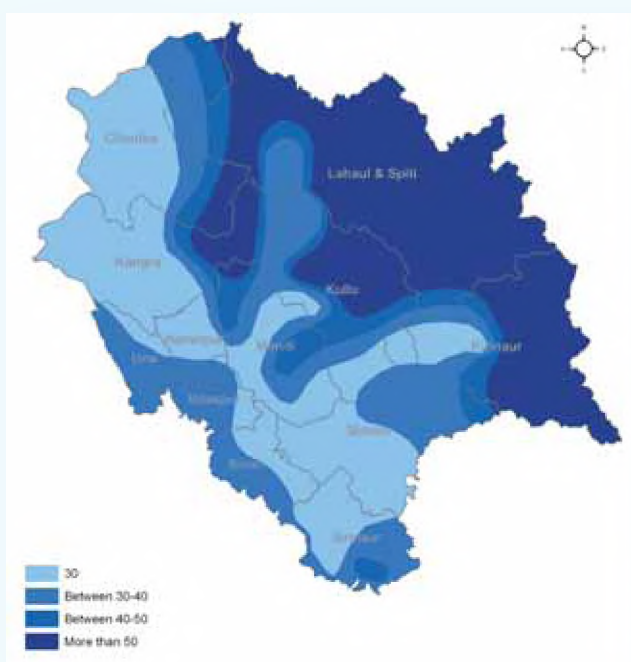 Chamba
Lahaul & Spiti
Kangra
Kullu
Hamirpur
Mandi
Kinnaur
Una
Bilaspur
Shimla
Solan
Sirmaur
30
Between 30-40
Between 40-50
More than 50